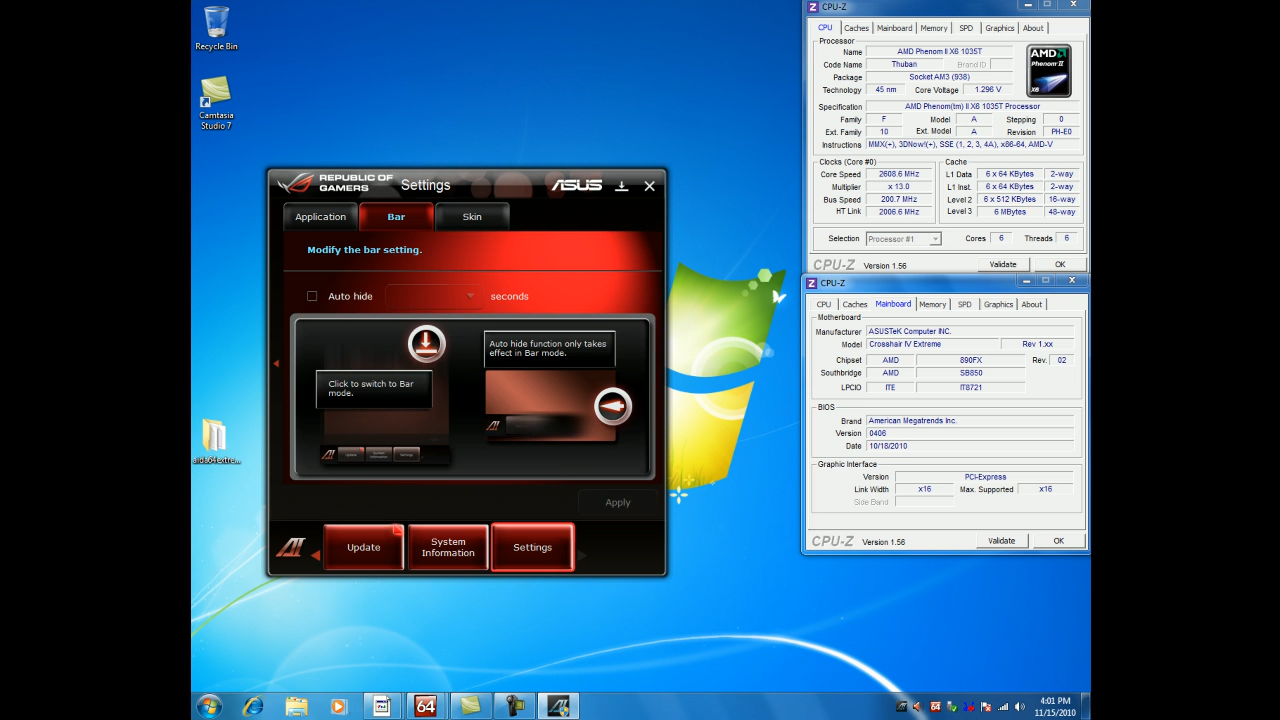 Recycle Bin
Camtasia
Studio 7
aida64extre...
REPUBLIC OF
GAMERS
Settings
ASUS
Application
Bar
Skin
Modify the bar setting.
Auto hide
seconds
Auto hide function only takes
effect in Bar mode.
Click to switch to Bar
mode.
Update
System
Information
Settings
Apply
Update
System
Information
Settings
CPU-Z
CPU
Caches
Mainboard
Memory
SPD
Graphics
About
Processor
Name
AMD Phenom II X6 1035T
Code Name
Thuban
Brand ID
Package
Socket AM3 (938)
Technology
45 nm
Core Voltage
1.296 V
AMD
Phenom II
X6
Specification
AMD Phenom(tm) II X6 1035T Processor
Family
F
Model
A
Stepping
0
Ext. Family
10
Ext. Model
A
Revision
PH-E0
Instructions
MMX(+), 3DNow!(+), SSE (1, 2, 3, 4A), x86-64, AMD-V
Clocks (Core #0)
Core Speed
2608.6 MHz
Multiplier
x 13.0
Bus Speed
200.7 MHz
HT Link
2006.6 MHz
Cache
L1 Data
6 x 64 KBytes
2-way
L1 Inst.
6 x 64 KBytes
2-way
Level 2
6 x 512 KBytes
16-way
Level 3
6 MBytes
48-way
Selection
Processor #1
Cores
6
Threads
6
CPU-Z
Version 1.56
Validate
OK
CPU-Z
CPU
Caches
Mainboard
Memory
SPD
Graphics
About
Motherboard
Manufacturer
ASUSTeK Computer INC.
Model
Crosshair IV Extreme
Rev 1.xx
Chipset
AMD
890FX
Rev.
02
Southbridge
AMD
SB850
LPCIO
ITE
IT8721
BIOS
Brand
American Megatrends Inc.
Version
0406
Date
10/18/2010
Graphic Interface
Version
PCI-Express
Link Width
x16
Max. Supported
x16
Side Band
CPU-Z
Version 1.56
Validate
OK
64
64
4:01 PM
11/15/2010